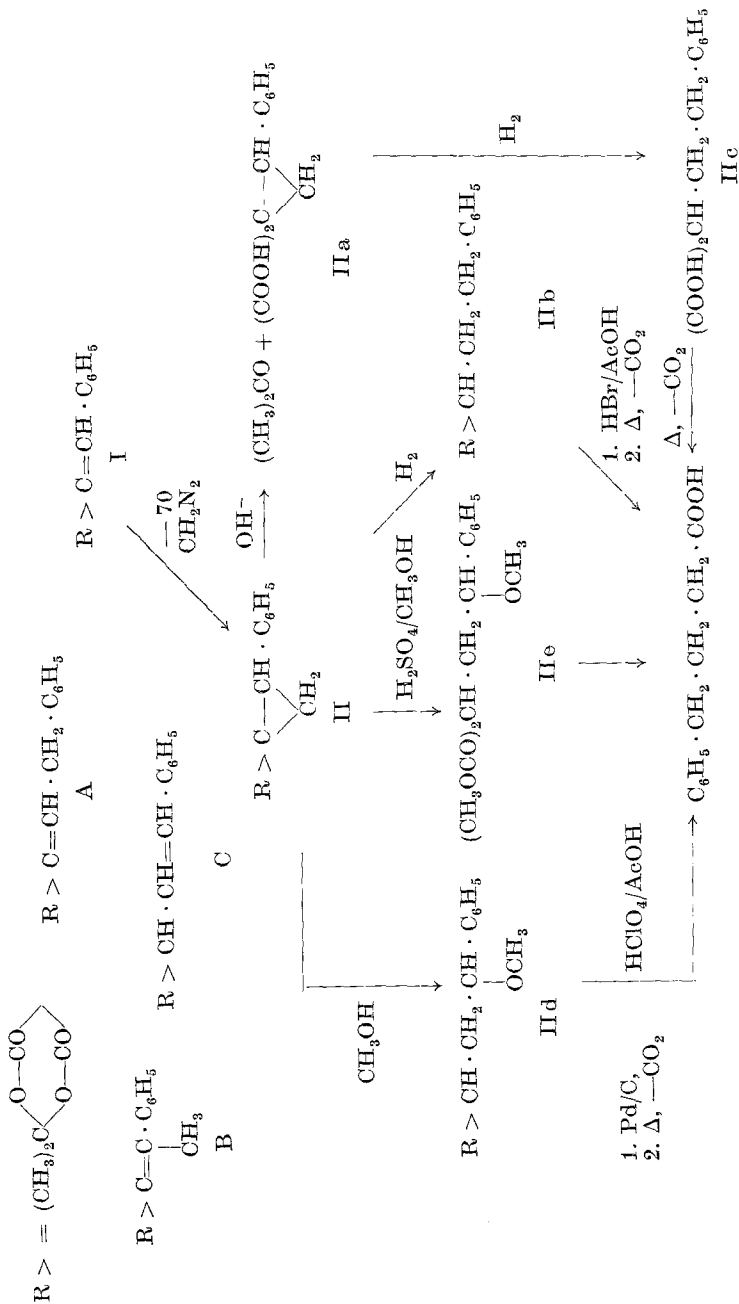 R > = (CH₃)₂C
O—CO
O—CO
R > C=CH · CH₂ · C₆H₅
A
R > C=CH · C₆H₅
I
R > C=C · C₆H₅
CH₃
B
R > CH · CH=CH · C₆H₅
C
—70
CH₂N₂
R > C—CH · C₆H₅
CH₂
II
OH⁻
(CH₃)₂CO + (COOH)₂C—CH · C₆H₅
CH₂
IIa
CH₃OH
H₂SO₄/CH₃OH
H₂
H₂
R > CH · CH₂ · CH · C₆H₅
OCH₃
IId
(CH₃OCO)₂CH · CH₂ · CH · C₆H₅
OCH₃
IIe
R > CH · CH₂ · CH₂ · C₆H₅
IIb
1. Pd/C,
2. Δ, —CO₂
HClO₄/AcOH
1. HBr/AcOH
2. Δ, —CO₂
Δ, —CO₂
C₆H₅ · CH₂ · CH₂ · CH₂ · COOH
(COOH)₂CH · CH₂ · CH₂ · C₆H₅
IIc